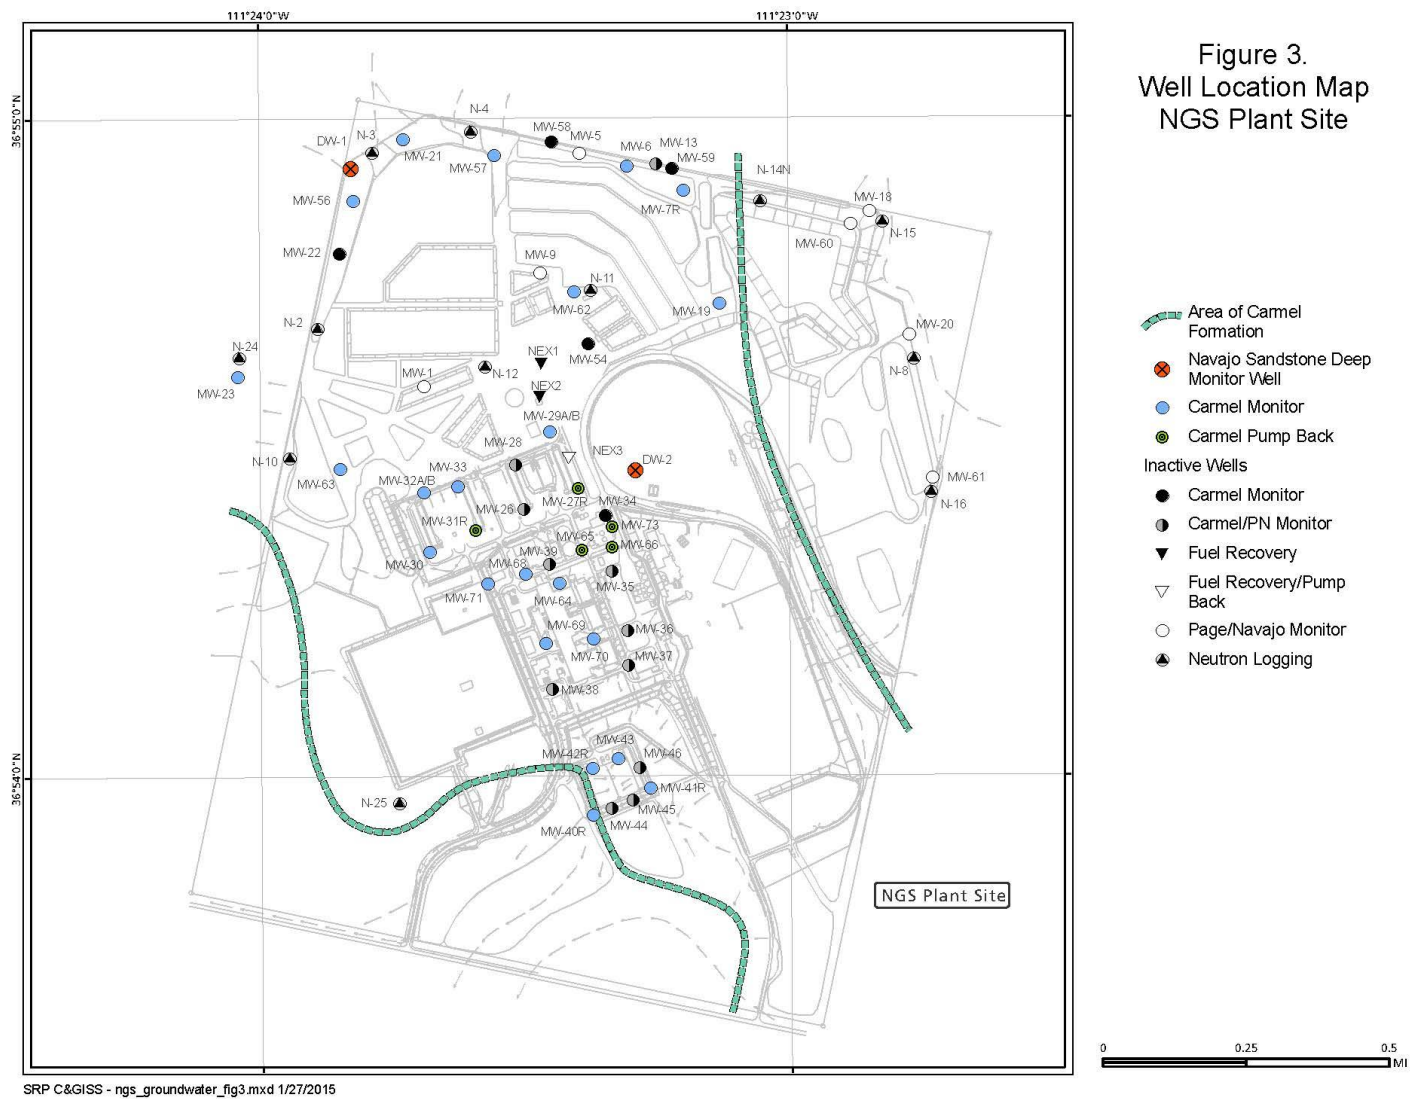 111°24'0"W
111°23'0"W
Figure 3.
Well Location Map
NGS Plant Site
36°55'0"N
N-4
MW-58
MW-5
DW-1
N-3
MW-21
MW-57
MW-6
MW-13
MW-59
MW-7R
N-14N
MW-18
MW-60
N-15
MW-56
MW-22
MW-9
N-11
MW-62
MW-19
N-2
MW-54
MW-20
N-8
N-24
MW-23
MW-1
N-12
NEX1
NEX2
MW-29A/B
MW-28
NEX3
DW-2
N-10
MW-63
MW-32A/B
MW-33
MW-27R
MW-34
MW-61
N-16
MW-26
MW-31R
MW-73
MW-65
MW-66
MW-39
MW-30
MW-68
MW-35
MW-71
MW-64
MW-69
MW-36
MW-70
MW-37
MW-38
36°54'0"N
MW-43
MW-42R
MW-46
MW-41R
N-25
MW-45
MW-44
MW-40R
NGS Plant Site
Area of Carmel
Formation
Navajo Sandstone Deep
Monitor Well
Carmel Monitor
Carmel Pump Back
Inactive Wells
Carmel Monitor
Carmel/PN Monitor
Fuel Recovery
Fuel Recovery/Pump
Back
Page/Navajo Monitor
Neutron Logging
0
0.25
0.5
MI
SRP C&GISS - ngs_groundwater_fig3.mxd 1/27/2015